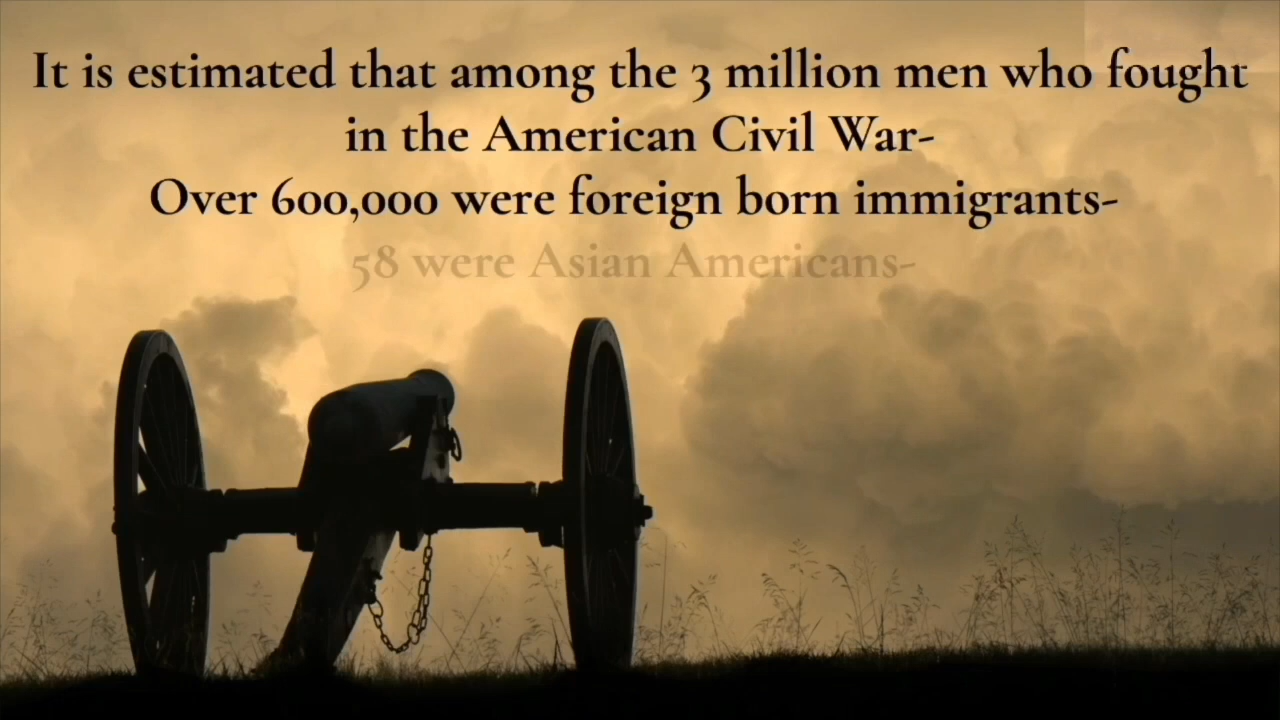 It is estimated that among the 3 million men who fought
in the American Civil War-
Over 600,000 were foreign born immigrants-
58 were Asian Americans-